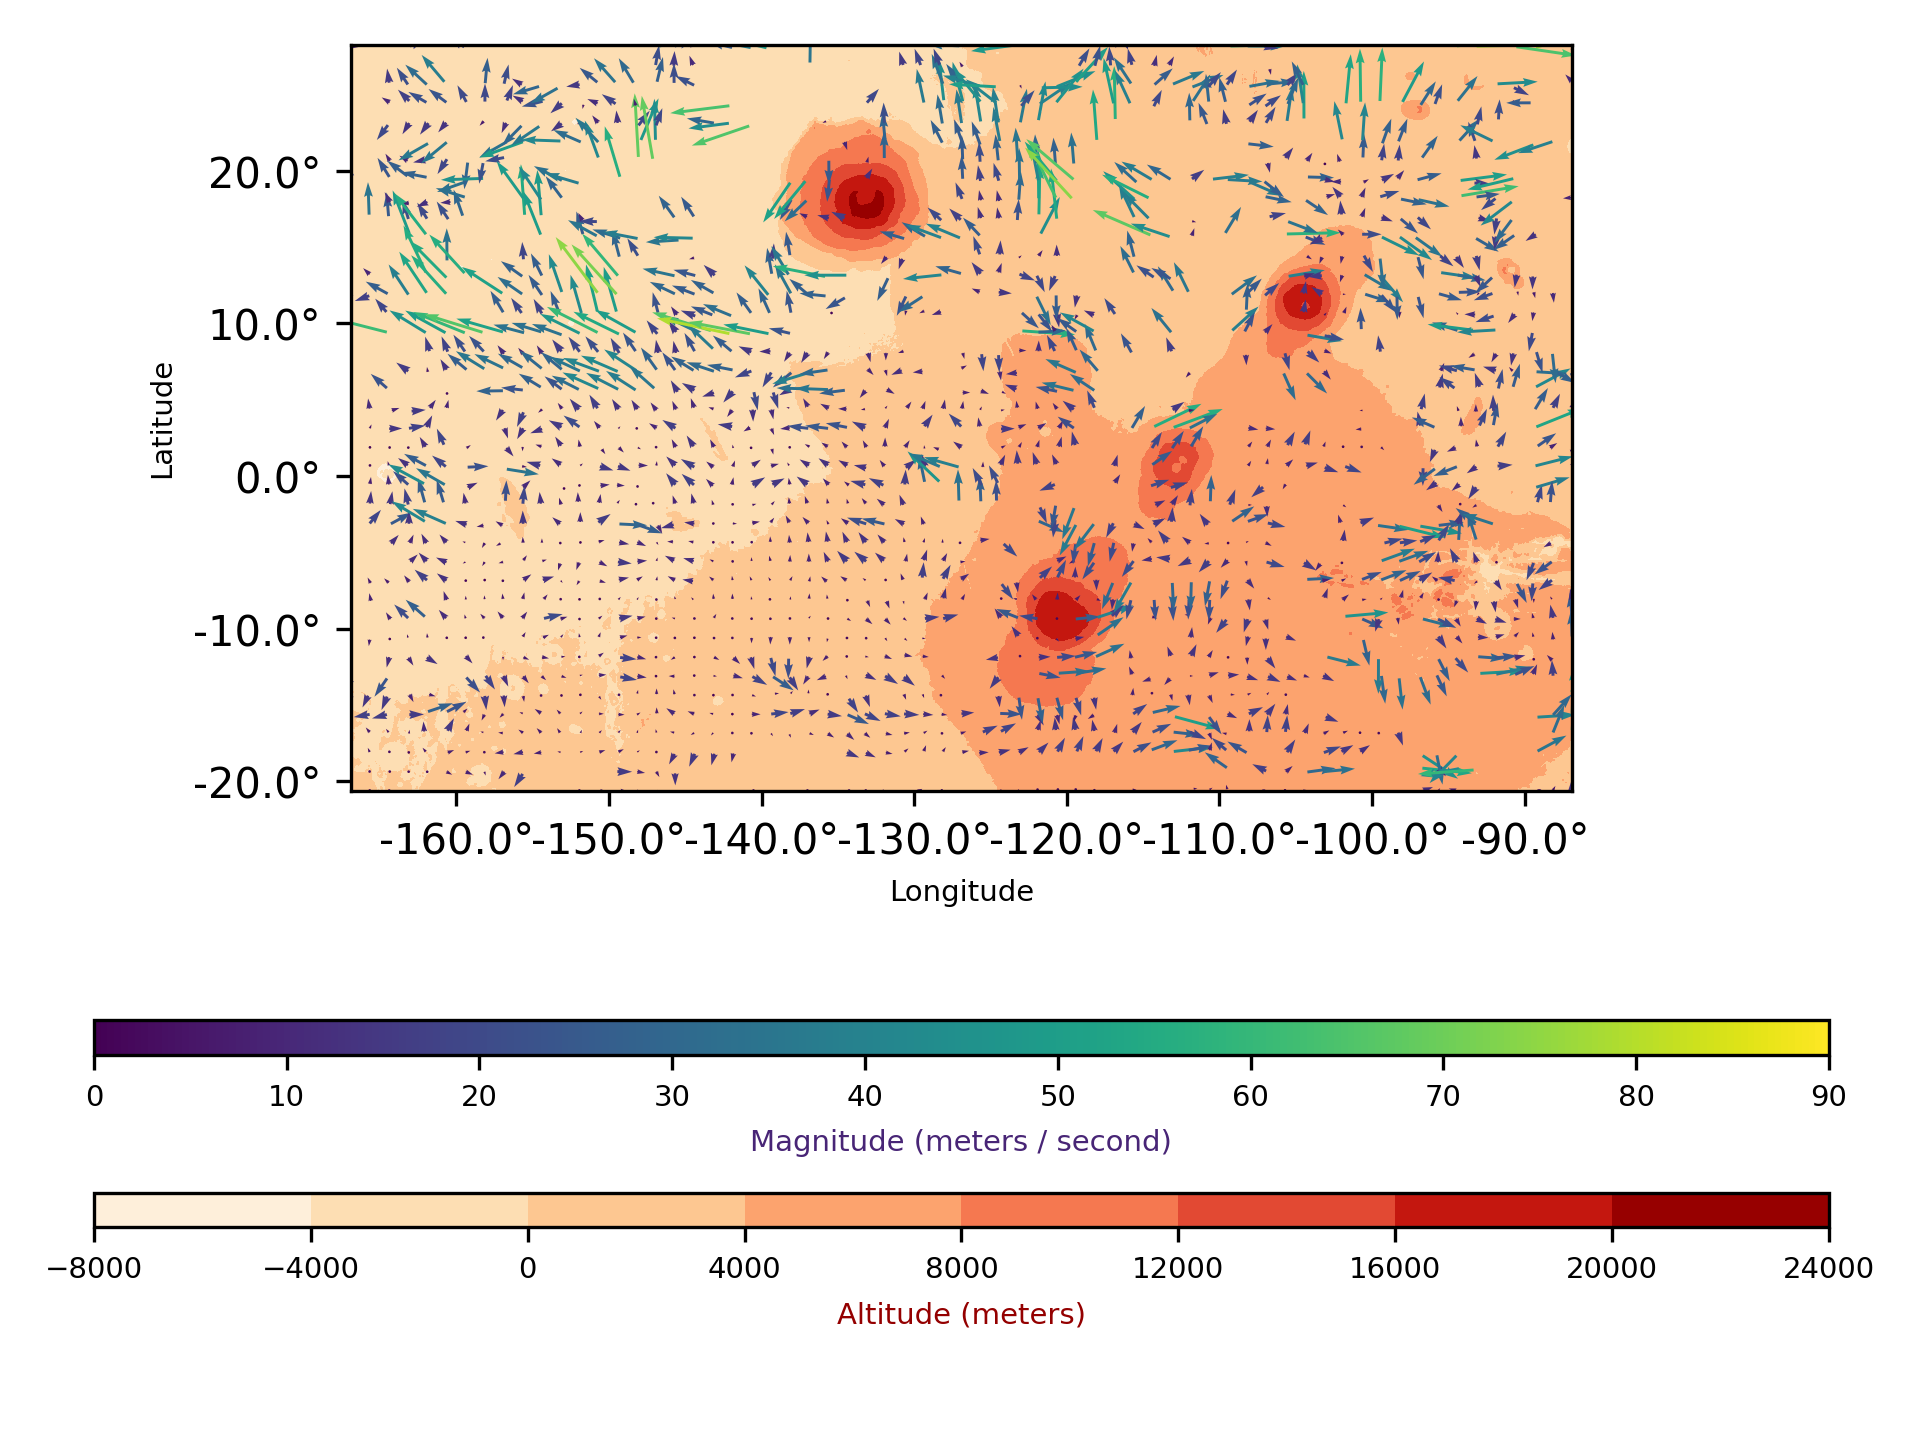 20.0°
10.0°
0.0°
-10.0°
-20.0°
Latitude
-160.0° -150.0° -140.0° -130.0° -120.0° -110.0° -100.0° -90.0°
Longitude
0 10 20 30 40 50 60 70 80 90
Magnitude (meters / second)
−8000 −4000 0 4000 8000 12000 16000 20000 24000
Altitude (meters)